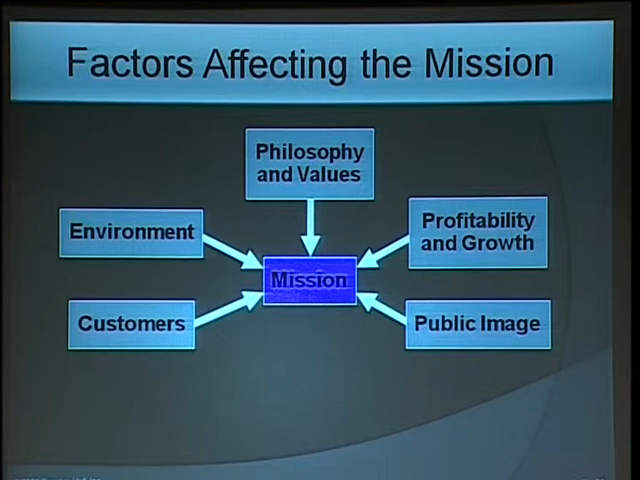 Factors Affecting the Mission
Philosophy
and Values
Environment
Profitability
and Growth
Mission
Customers
Public Image